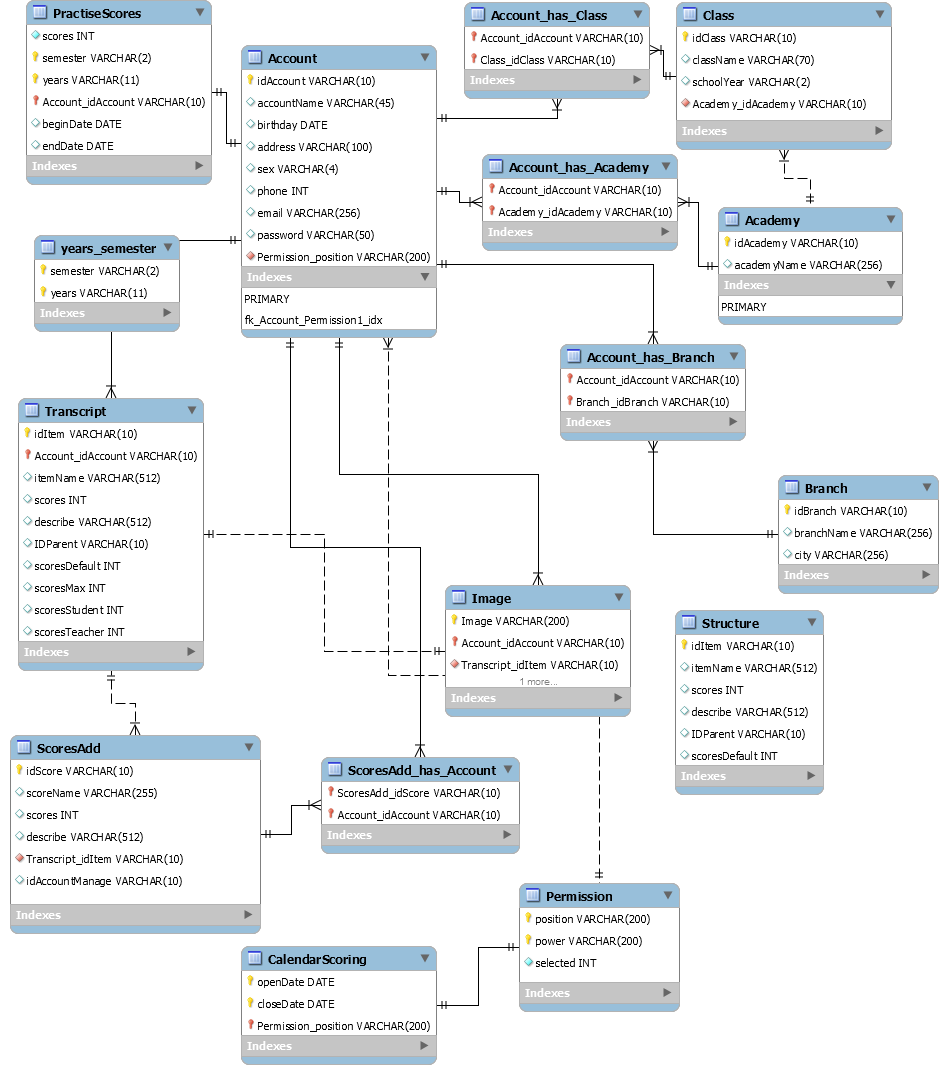 PractiseScores
scores INT
semester VARCHAR(2)
years VARCHAR(11)
Account_idAccount VARCHAR(10)
beginDate DATE
endDate DATE
Indexes
Account
idAccount VARCHAR(10)
accountName VARCHAR(45)
birthday DATE
address VARCHAR(100)
sex VARCHAR(4)
phone INT
email VARCHAR(256)
password VARCHAR(50)
Permission_position VARCHAR(200)
Indexes
PRIMARY
fk_Account_Permission1_idx
Account_has_Class
Account_idAccount VARCHAR(10)
Class_idClass VARCHAR(10)
Indexes
Class
idClass VARCHAR(10)
className VARCHAR(70)
schoolYear VARCHAR(2)
Academy_idAcademy VARCHAR(10)
Indexes
Account_has_Academy
Account_idAccount VARCHAR(10)
Academy_idAcademy VARCHAR(10)
Indexes
Academy
idAcademy VARCHAR(10)
academyName VARCHAR(256)
Indexes
PRIMARY
years_semester
semester VARCHAR(2)
years VARCHAR(11)
Indexes
Account_has_Branch
Account_idAccount VARCHAR(10)
Branch_idBranch VARCHAR(10)
Indexes
Transcript
idItem VARCHAR(10)
Account_idAccount VARCHAR(10)
itemName VARCHAR(512)
scores INT
describe VARCHAR(512)
IDParent VARCHAR(10)
scoresDefault INT
scoresMax INT
scoresStudent INT
scoresTeacher INT
Indexes
Branch
idBranch VARCHAR(10)
branchName VARCHAR(256)
city VARCHAR(256)
Indexes
Image
Image VARCHAR(200)
Account_idAccount VARCHAR(10)
Transcript_idItem VARCHAR(10)
1 more...
Indexes
Structure
idItem VARCHAR(10)
itemName VARCHAR(512)
scores INT
describe VARCHAR(512)
IDParent VARCHAR(10)
scoresDefault INT
Indexes
ScoresAdd
idScore VARCHAR(10)
scoreName VARCHAR(255)
scores INT
describe VARCHAR(512)
Transcript_idItem VARCHAR(10)
idAccountManage VARCHAR(10)
Indexes
ScoresAdd_has_Account
ScoresAdd_idScore VARCHAR(10)
Account_idAccount VARCHAR(10)
Indexes
Permission
position VARCHAR(200)
power VARCHAR(200)
selected INT
Indexes
CalendarScoring
openDate DATE
closeDate DATE
Permission_position VARCHAR(200)
Indexes